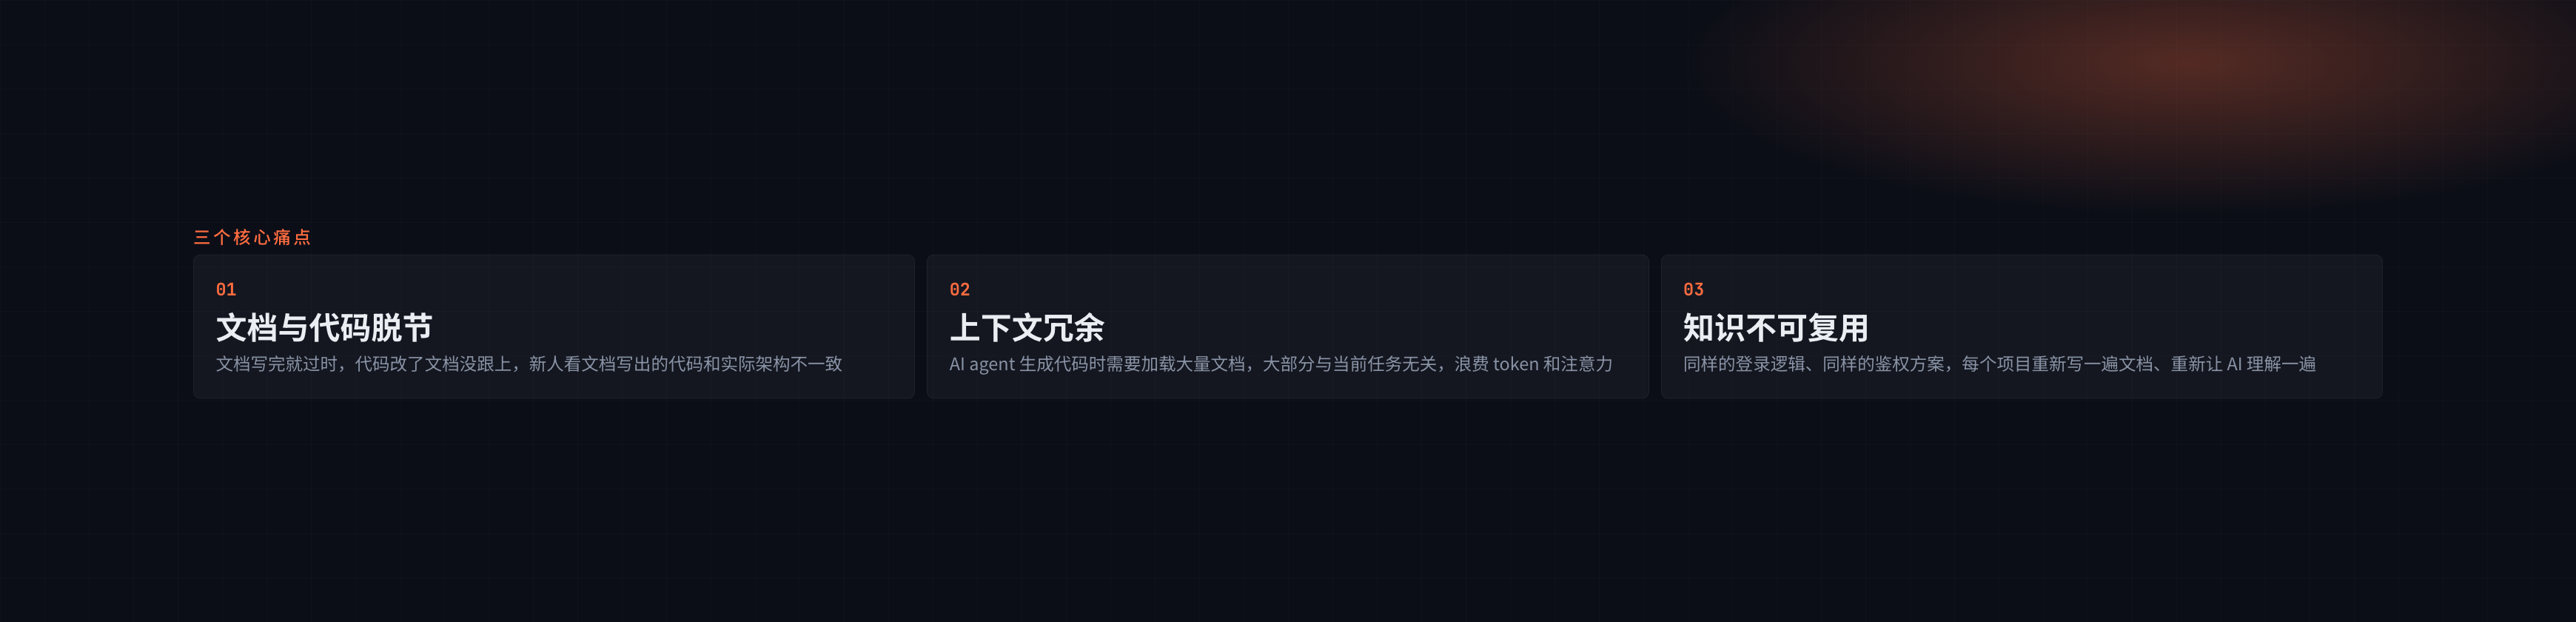 三个核心痛点
01
文档与代码脱节
文档写完就过时，代码改了文档没跟上，新人看文档写出的代码和实际架构不一致
02
上下文冗余
AI agent 生成代码时需要加载大量文档，大部分与当前任务无关，浪费 token 和注意力
03
知识不可复用
同样的登录逻辑、同样的鉴权方案，每个项目重新写一遍文档、重新让 AI 理解一遍